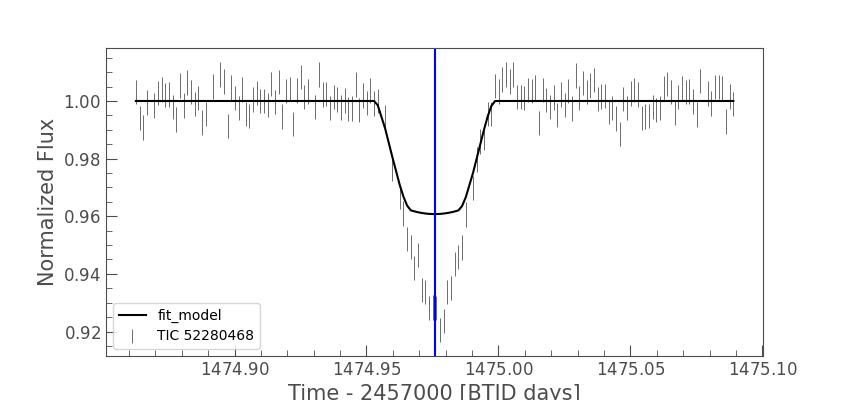 Normalized Flux
1.00
0.98
0.96
0.94
0.92
fit_model
TIC 52280468
1474.90 1474.95 1475.00 1475.05 1475.10
Time - 2457000 [BTJD days]